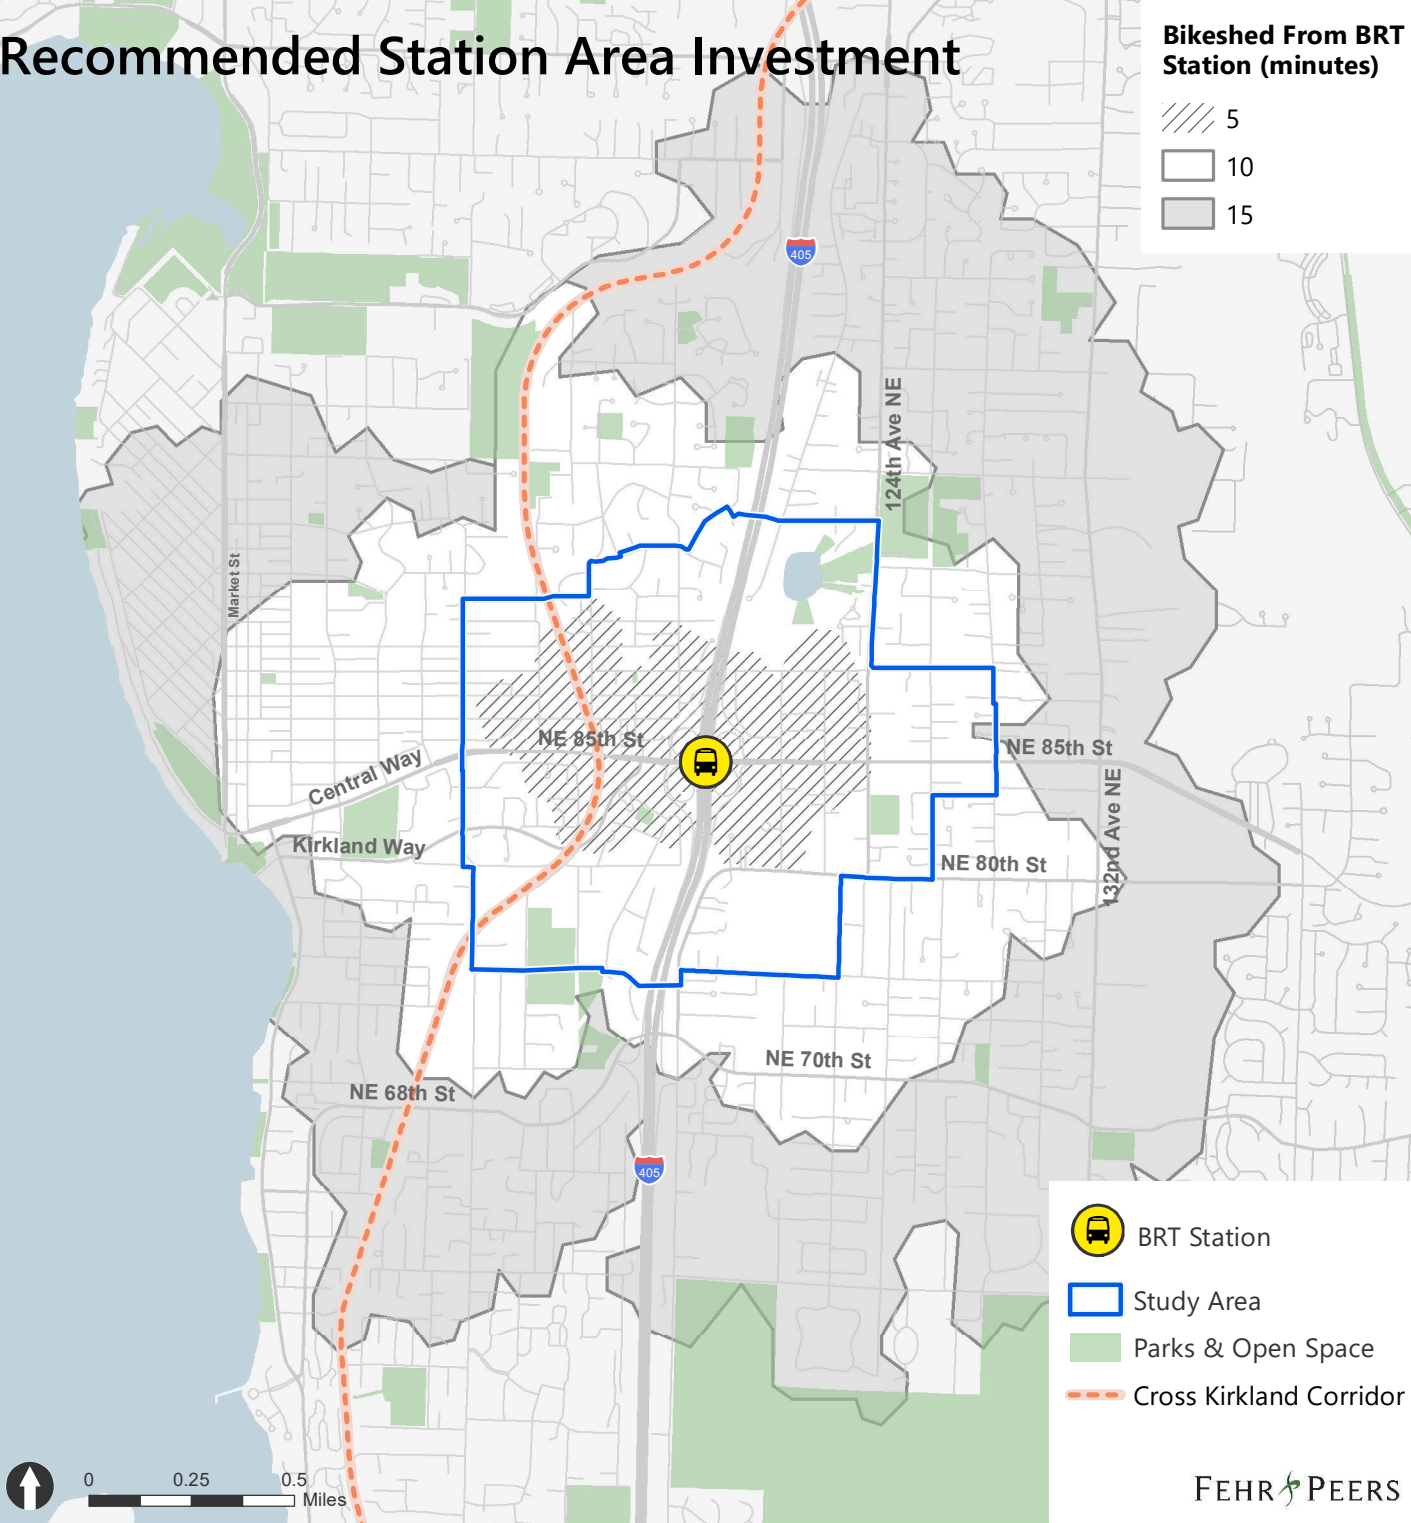 Recommended Station Area Investment
Bikeshed From BRT
Station (minutes)
5
10
15
405
124th Ave NE
Market St
NE 85th St
NE 85th St
Central Way
132nd Ave NE
Kirkland Way
NE 80th St
NE 70th St
NE 68th St
405
BRT Station
Study Area
Parks & Open Space
Cross Kirkland Corridor
0 0.25 0.5
Miles
FEHR PEERS